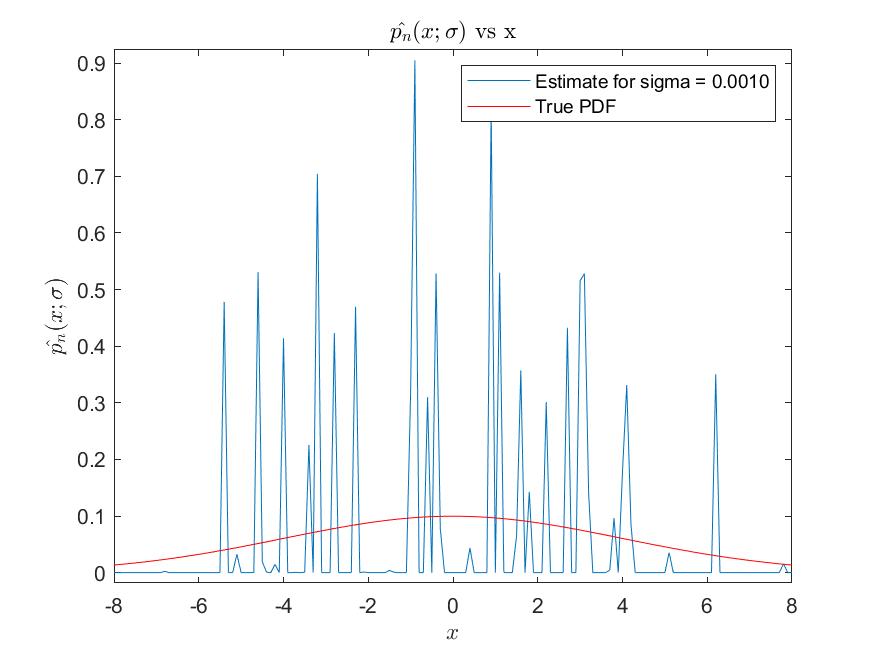 p̂ₙ(x; σ) vs x
Estimate for sigma = 0.0010
True PDF
0.9
0.8
0.7
0.6
0.5
0.4
0.3
0.2
0.1
0
p̂ₙ(x; σ)
-8 -6 -4 -2 0 2 4 6 8
x